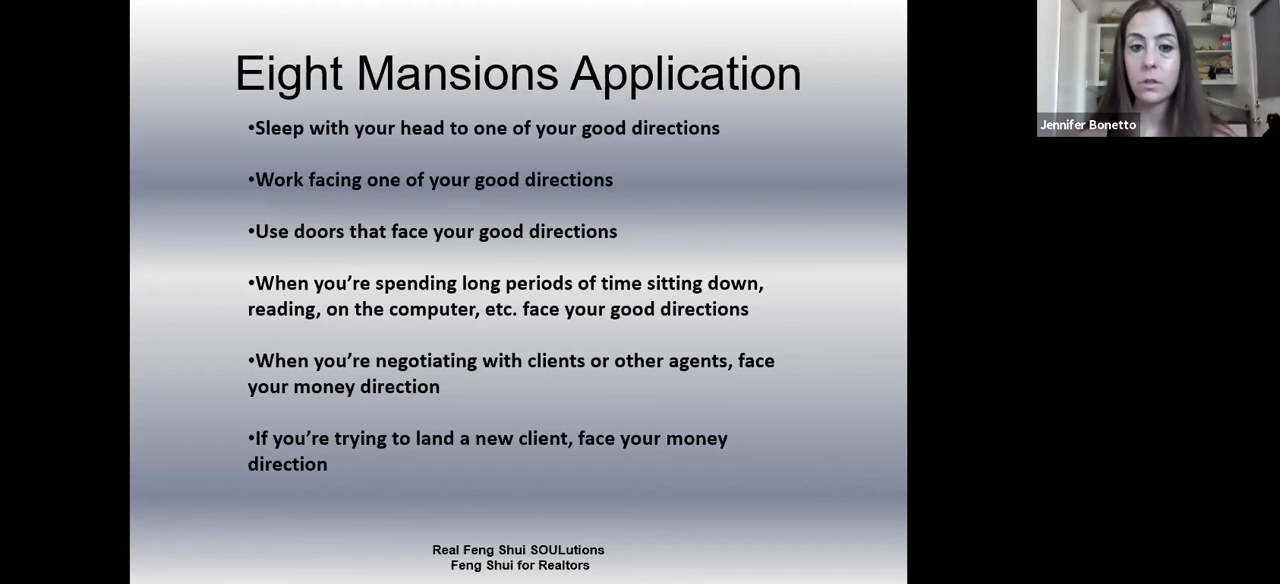 Eight Mansions Application
•Sleep with your head to one of your good directions
•Work facing one of your good directions
•Use doors that face your good directions
•When you’re spending long periods of time sitting down,
reading, on the computer, etc. face your good directions
•When you’re negotiating with clients or other agents, face
your money direction
•If you’re trying to land a new client, face your money
direction
Real Feng Shui SOULutions
Feng Shui for Realtors
Jennifer Bonetto